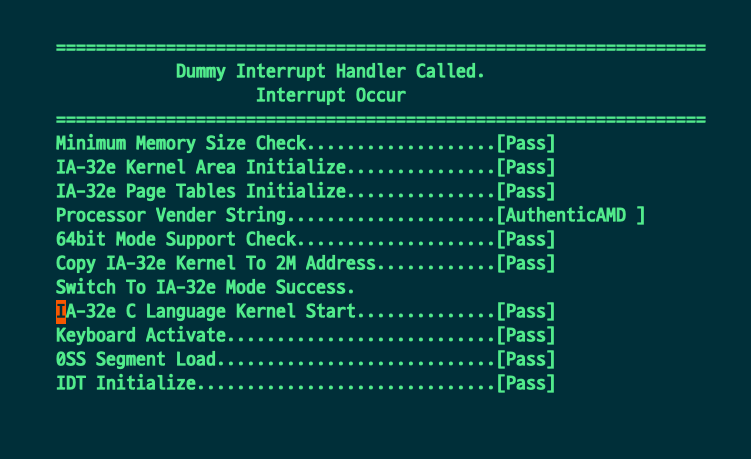 =================================================================
Dummy Interrupt Handler Called.
Interrupt Occur
=================================================================
Minimum Memory Size Check...................[Pass]
IA-32e Kernel Area Initialize...............[Pass]
IA-32e Page Tables Initialize...............[Pass]
Processor Vender String.....................[AuthenticAMD ]
64bit Mode Support Check....................[Pass]
Copy IA-32e Kernel To 2M Address............[Pass]
Switch To IA-32e Mode Success.
IA-32e C Language Kernel Start..............[Pass]
Keyboard Activate...........................[Pass]
0SS Segment Load............................[Pass]
IDT Initialize..............................[Pass]